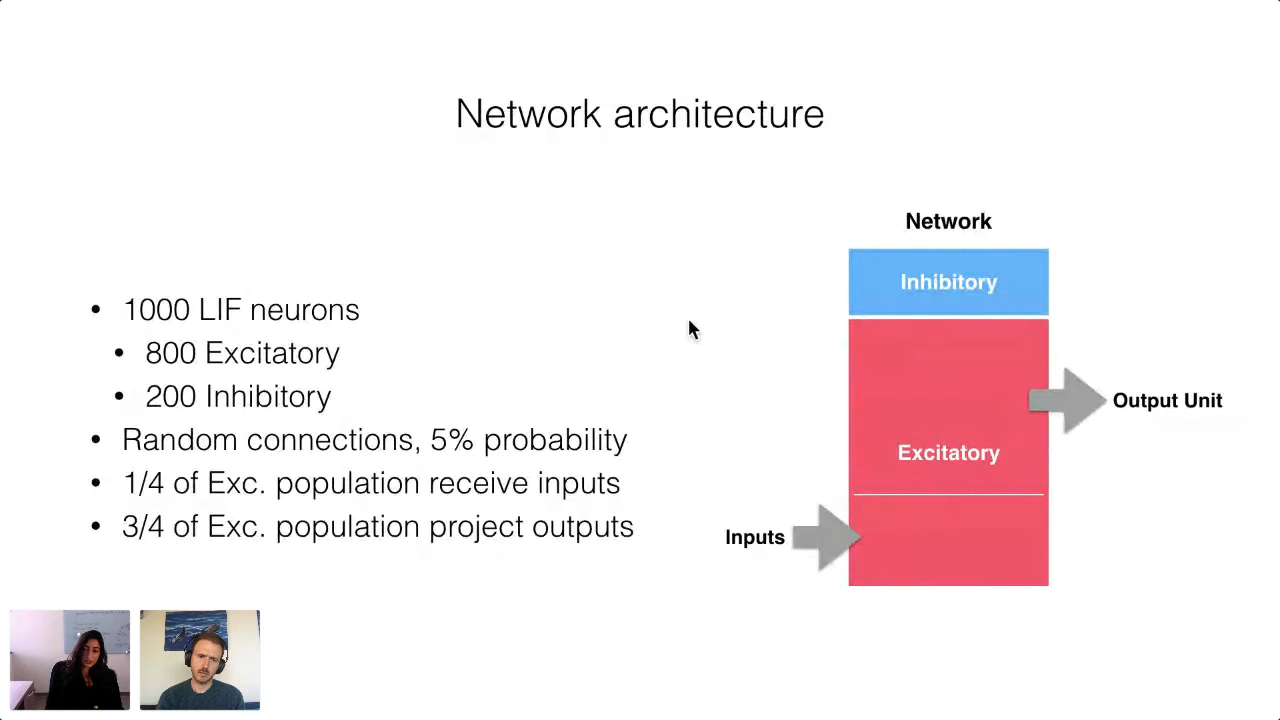 Network architecture
• 1000 LIF neurons
• 800 Excitatory
• 200 Inhibitory
• Random connections, 5% probability
• 1/4 of Exc. population receive inputs
• 3/4 of Exc. population project outputs
Network
Inhibitory
Output Unit
Excitatory
Inputs